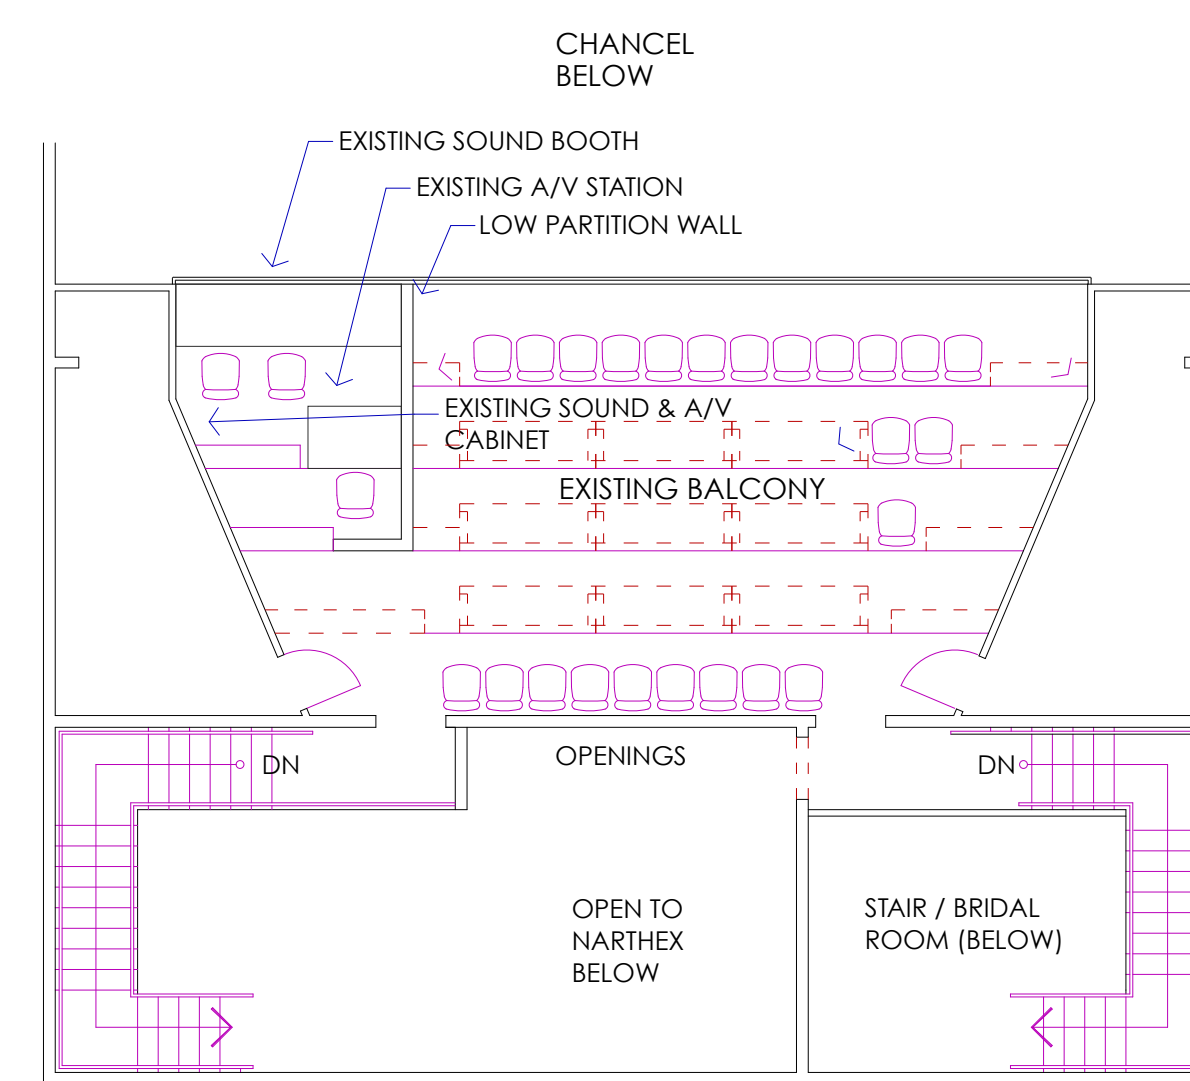 CHANCEL
BELOW
EXISTING SOUND BOOTH
EXISTING A/V STATION
LOW PARTITION WALL
EXISTING SOUND & A/V
CABINET
EXISTING BALCONY
OPENINGS
DN
DN
OPEN TO
NARTHEX
BELOW
STAIR / BRIDAL
ROOM (BELOW)